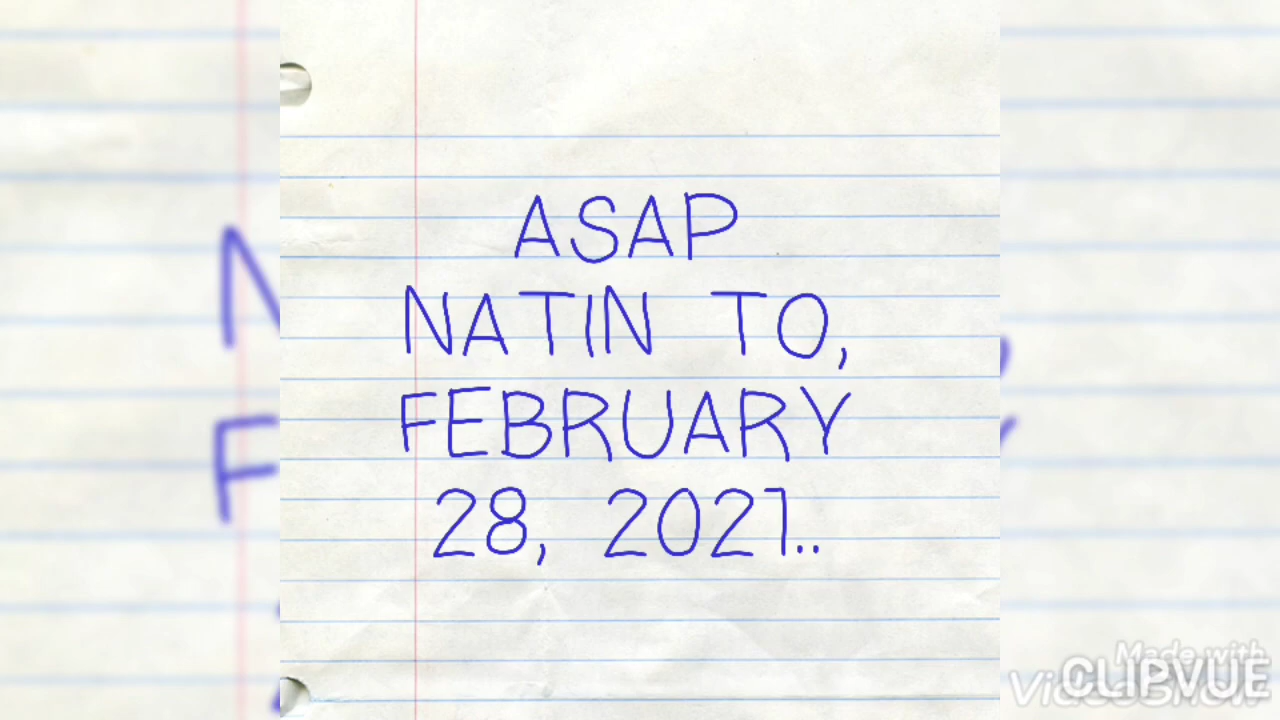 ASAP
NATIN TO,
FEBRUARY
28, 2021..
Made with
CLIPVUE